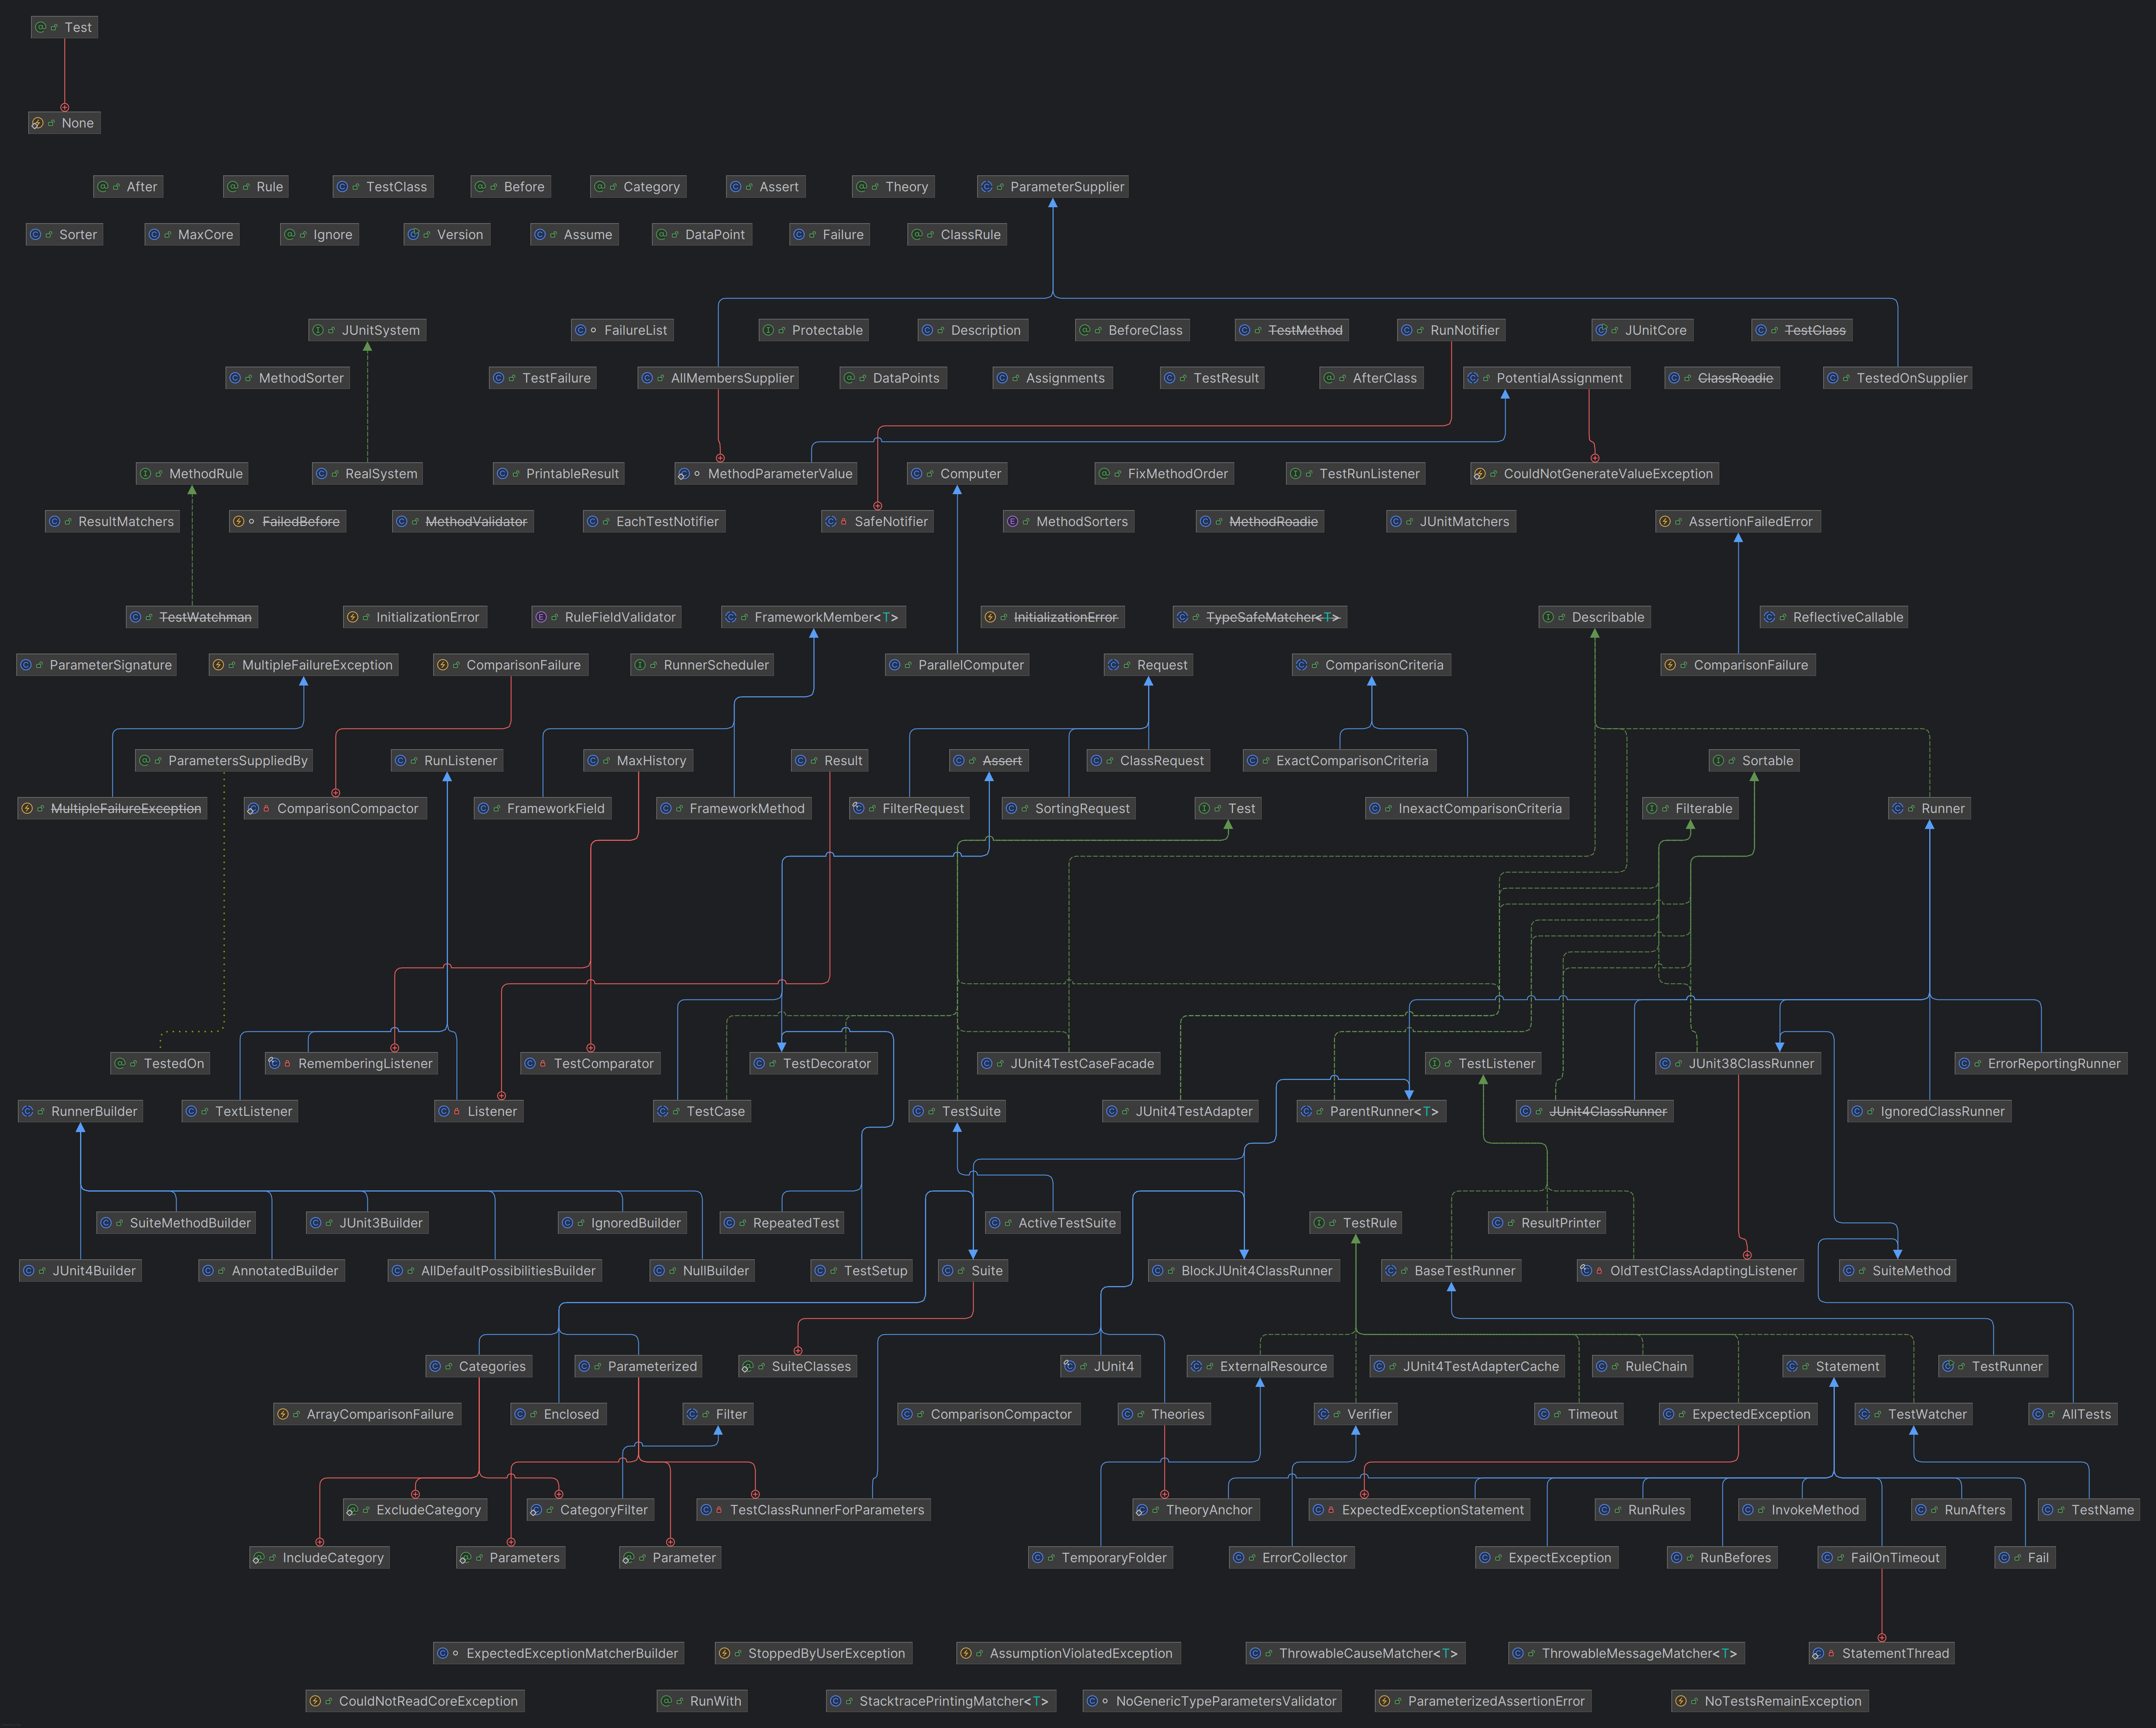 Test
None
After
Rule
TestClass
Before
Category
Assert
Theory
ParameterSupplier
Sorter
MaxCore
Ignore
Version
Assume
DataPoint
Failure
ClassRule
JUnitSystem
FailureList
Protectable
Description
BeforeClass
TestMethod
RunNotifier
JUnitCore
TestClass
MethodSorter
TestFailure
AllMembersSupplier
DataPoints
Assignments
TestResult
AfterClass
PotentialAssignment
ClassRoadie
TestedOnSupplier
MethodRule
RealSystem
PrintableResult
MethodParameterValue
Computer
FixMethodOrder
TestRunListener
CouldNotGenerateValueException
ResultMatchers
FailedBefore
MethodValidator
EachTestNotifier
SafeNotifier
MethodSorters
MethodRoadie
JUnitMatchers
AssertionFailedError
TestWatchman
InitializationError
RuleFieldValidator
FrameworkMember<T>
InitializationError
TypeSafeMatcher<T>
Describable
ReflectiveCallable
ParameterSignature
MultipleFailureException
ComparisonFailure
RunnerScheduler
ParallelComputer
Request
ComparisonCriteria
ComparisonFailure
ParametersSuppliedBy
RunListener
MaxHistory
Result
Assert
ClassRequest
ExactComparisonCriteria
Sortable
MultipleFailureException
ComparisonCompactor
FrameworkField
FrameworkMethod
FilterRequest
SortingRequest
Test
InexactComparisonCriteria
Filterable
Runner
TestedOn
RememberingListener
TestComparator
TestDecorator
JUnit4TestCaseFacade
TestListener
JUnit38ClassRunner
ErrorReportingRunner
RunnerBuilder
TextListener
Listener
TestCase
TestSuite
JUnit4TestAdapter
ParentRunner<T>
JUnit4ClassRunner
IgnoredClassRunner
SuiteMethodBuilder
JUnit3Builder
IgnoredBuilder
RepeatedTest
ActiveTestSuite
TestRule
ResultPrinter
JUnit4Builder
AnnotatedBuilder
AllDefaultPossibilitiesBuilder
NullBuilder
TestSetup
Suite
BlockJUnit4ClassRunner
BaseTestRunner
OldTestClassAdaptingListener
SuiteMethod
Categories
Parameterized
SuiteClasses
JUnit4
ExternalResource
JUnit4TestAdapterCache
RuleChain
Statement
TestRunner
ArrayComparisonFailure
Enclosed
Filter
ComparisonCompactor
Theories
Verifier
Timeout
ExpectedException
TestWatcher
AllTests
ExcludeCategory
CategoryFilter
TestClassRunnerForParameters
TheoryAnchor
ExpectedExceptionStatement
RunRules
InvokeMethod
RunAfters
TestName
IncludeCategory
Parameters
Parameter
TemporaryFolder
ErrorCollector
ExpectException
RunBefores
FailOnTimeout
Fail
ExpectedExceptionMatcherBuilder
StoppedByUserException
AssumptionViolatedException
ThrowableCauseMatcher<T>
ThrowableMessageMatcher<T>
StatementThread
CouldNotReadCoreException
RunWith
StacktracePrintingMatcher<T>
NoGenericTypeParametersValidator
ParameterizedAssertionError
NoTestsRemainException